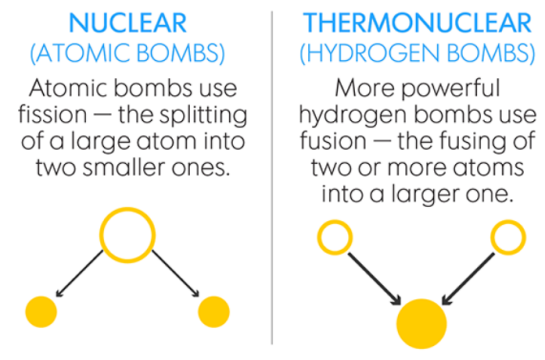 NUCLEAR
(ATOMIC BOMBS)
Atomic bombs use
fission — the splitting
of a large atom into
two smaller ones.
THERMONUCLEAR
(HYDROGEN BOMBS)
More powerful
hydrogen bombs use
fusion — the fusing of
two or more atoms
into a larger one.